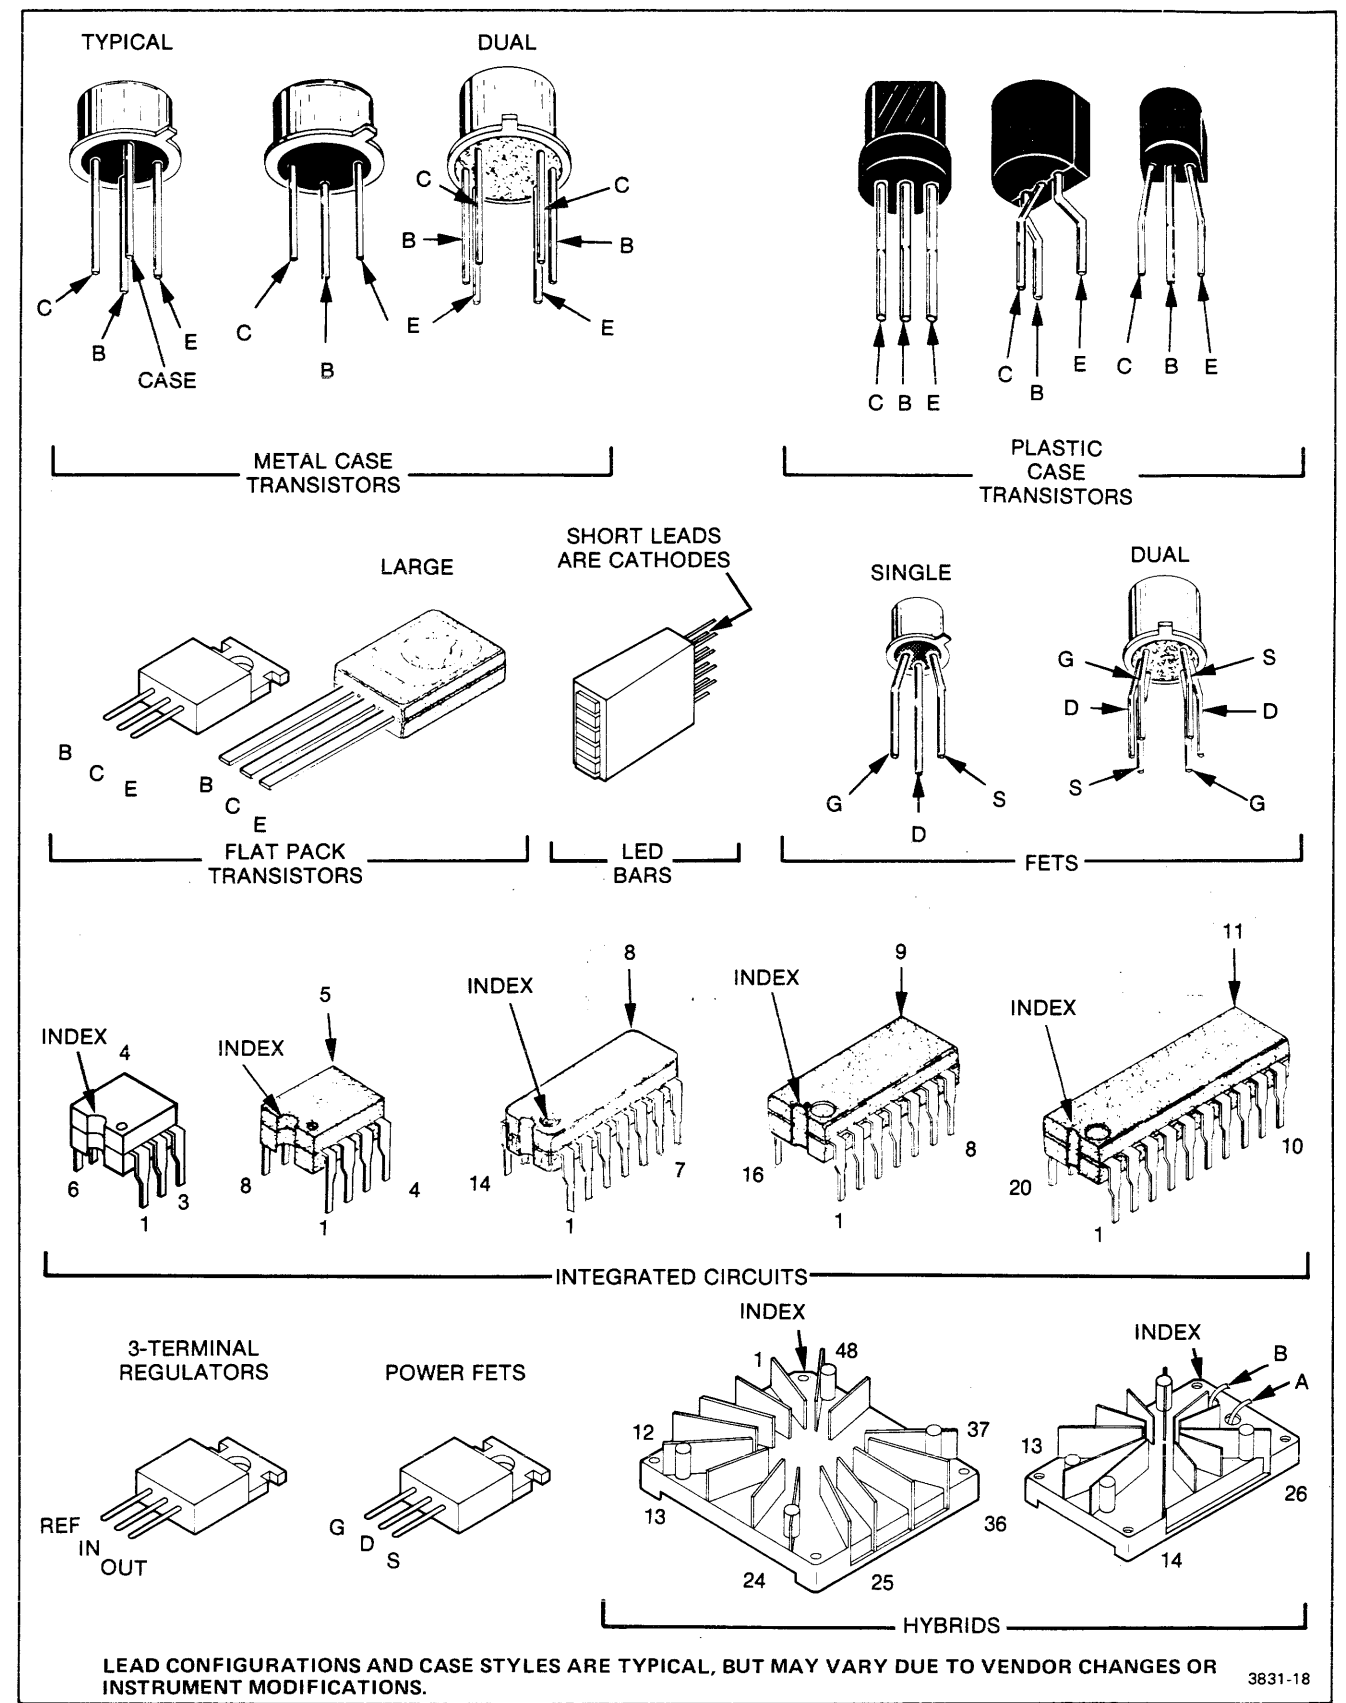 TYPICAL
DUAL
C
B
CASE
E
C
B
E
C
C
B
B
E
E
C B E
C
B
E
C
B
E
METAL CASE
TRANSISTORS
PLASTIC
CASE
TRANSISTORS
LARGE
SHORT LEADS
ARE CATHODES
SINGLE
DUAL
B
C
E
B
C
E
G
D
S
G
S
D
D
S
G
FLAT PACK
TRANSISTORS
LED
BARS
FETS
INDEX
4
6
1
3
INDEX
5
8
1
4
INDEX
8
14
1
7
INDEX
9
16
1
8
INDEX
11
20
1
10
INTEGRATED CIRCUITS
3-TERMINAL
REGULATORS
REF
IN
OUT
POWER FETS
G
D
S
INDEX
1
48
12
37
13
36
24
25
INDEX
B
A
13
26
14
HYBRIDS
LEAD CONFIGURATIONS AND CASE STYLES ARE TYPICAL, BUT MAY VARY DUE TO VENDOR CHANGES OR
INSTRUMENT MODIFICATIONS.
3831-18